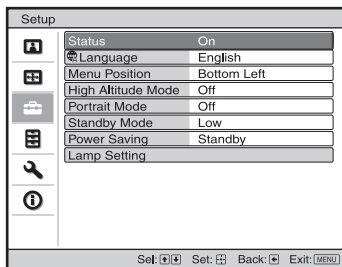 Setup
Status On
Language English
Menu Position Bottom Left
High Altitude Mode Off
Portrait Mode Off
Standby Mode Low
Power Saving Standby
Lamp Setting
Sel: Set: Back: Exit: MENU